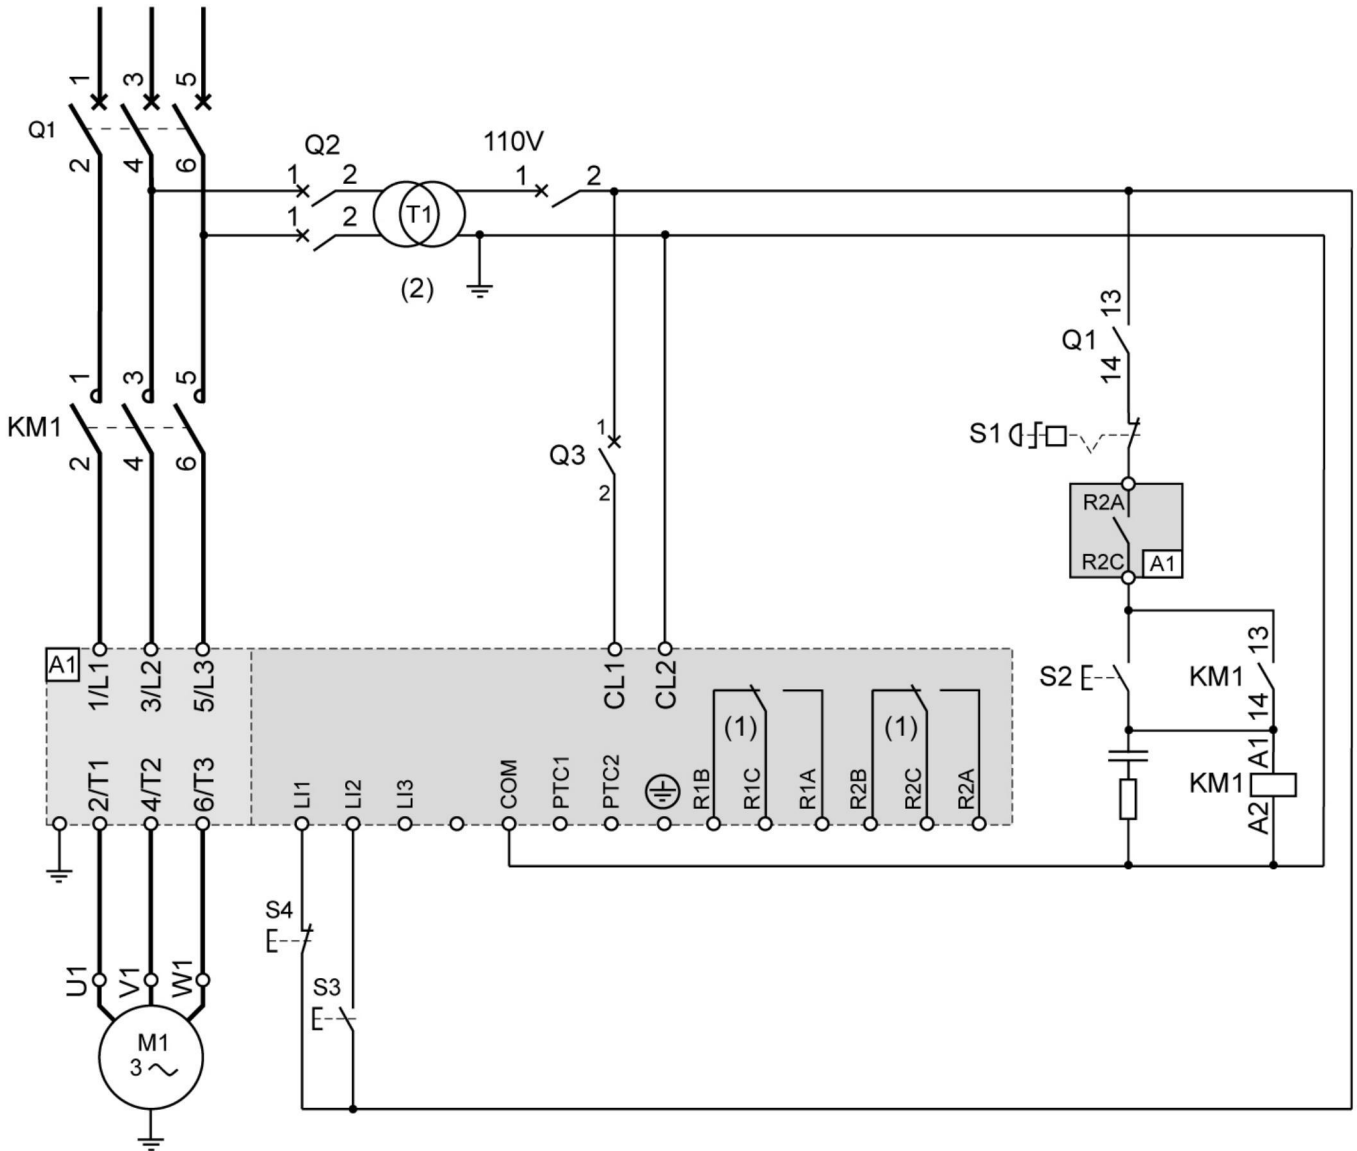 1 3 5
Q1
2 4 6
Q2 110V
1 2 1 2
1 2
T1
(2)
13
Q1
14
1 3 5
KM1
2 4 6
1
Q3
2
S1
R2A
R2C A1
13
S2 KM1
14
A1
KM1
A2
A1 1/L1 3/L2 5/L3 CL1 CL2
(1) (1)
2/T1 4/T2 6/T3 LI1 LI2 LI3 COM PTC1 PTC2 R1B R1C R1A R2B R2C R2A
S4
S3
U1 V1 W1
M1
3